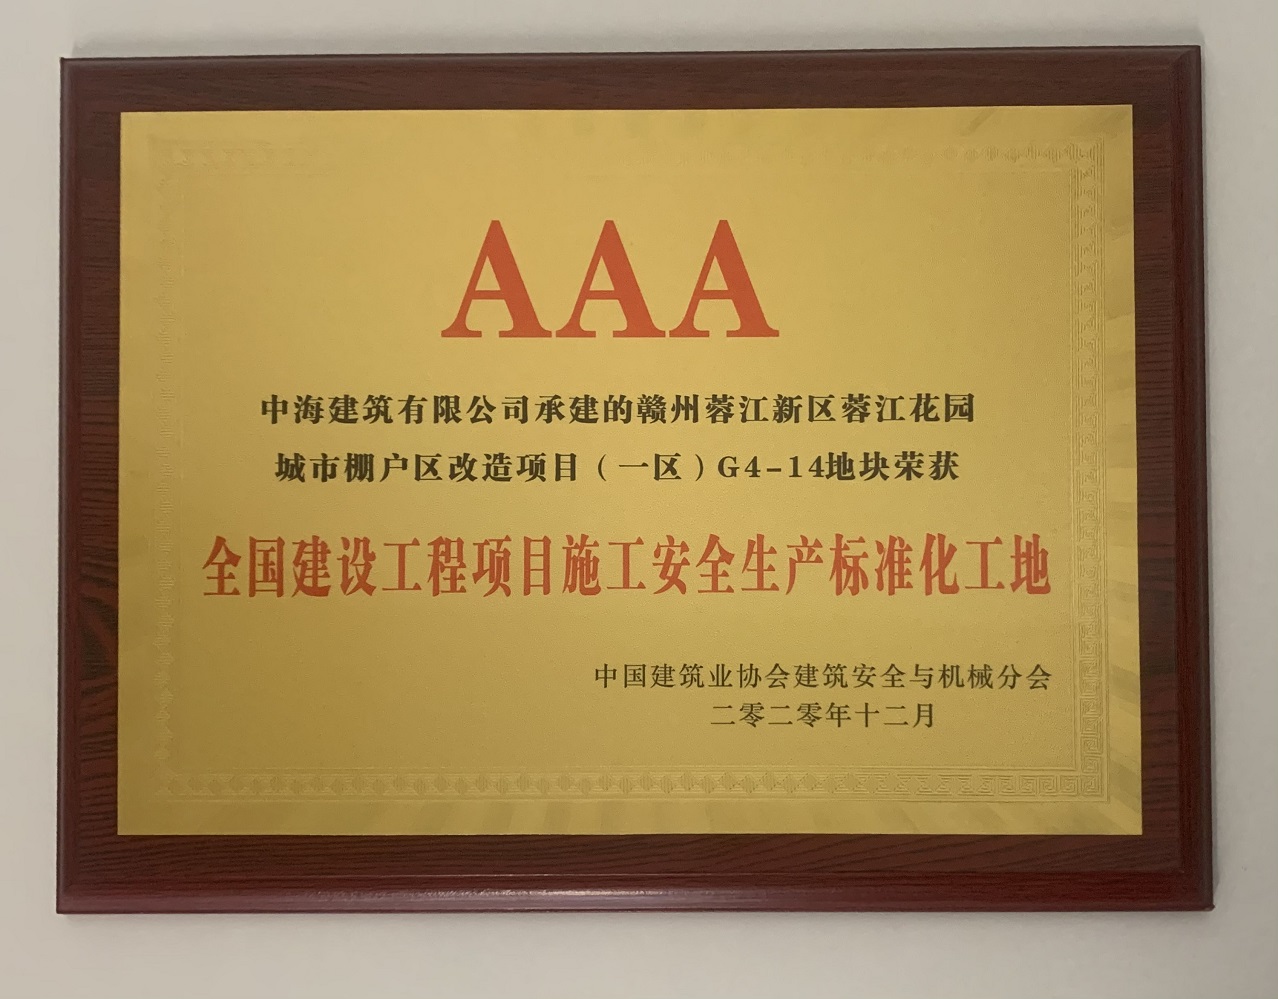 AAA
中海建筑有限公司承建的赣州蓉江新区蓉江花园
城市棚户区改造项目（一区）G4-14地块荣获
全国建设工程项目施工安全生产标准化工地
中国建筑业协会建筑安全与机械分会
二零二零年十二月